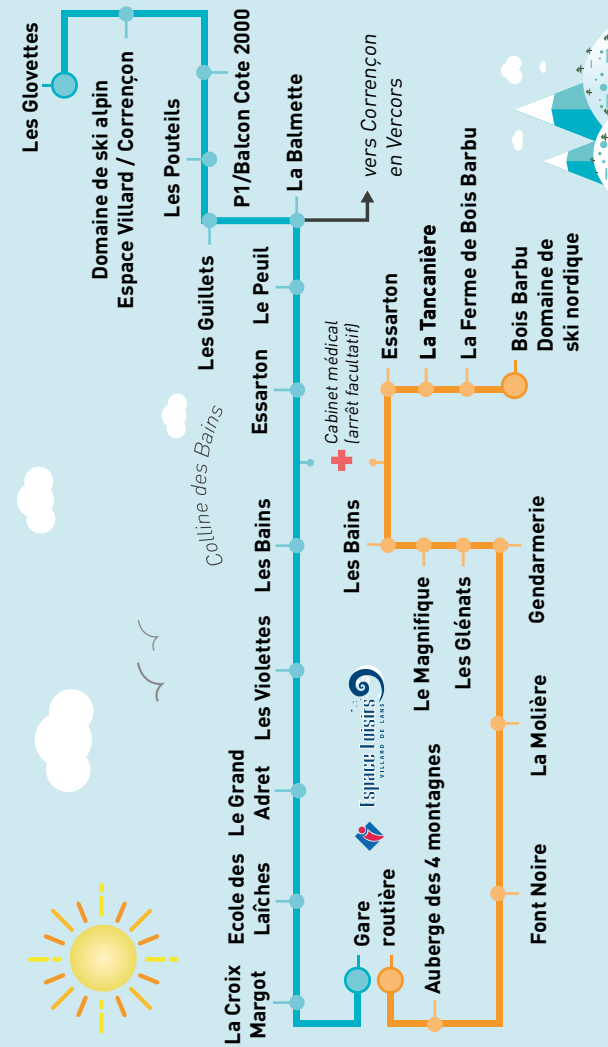 Les Glovettes
Domaine de ski alpin
Espace Villard / Corrençon
Les Pouteils
P1/Balcon Cote 2000
Les Guillets
La Balmette
vers Corrençon
en Vercors
Le Peuil
Essarton
Colline des Bains
Cabinet médical
(arrêt facultatif)
Les Bains
Les Violettes
Le Grand
Adret
Ecole des
Laîches
La Croix
Margot
Gare
routière
Espace Loisirs
VILLARD DE LANS
Auberge des 4 montagnes
Font Noire
La Molière
Gendarmerie
Les Glénats
Le Magnifique
Les Bains
Essarton
La Tancanière
La Ferme de Bois Barbu
Bois Barbu
Domaine de
ski nordique